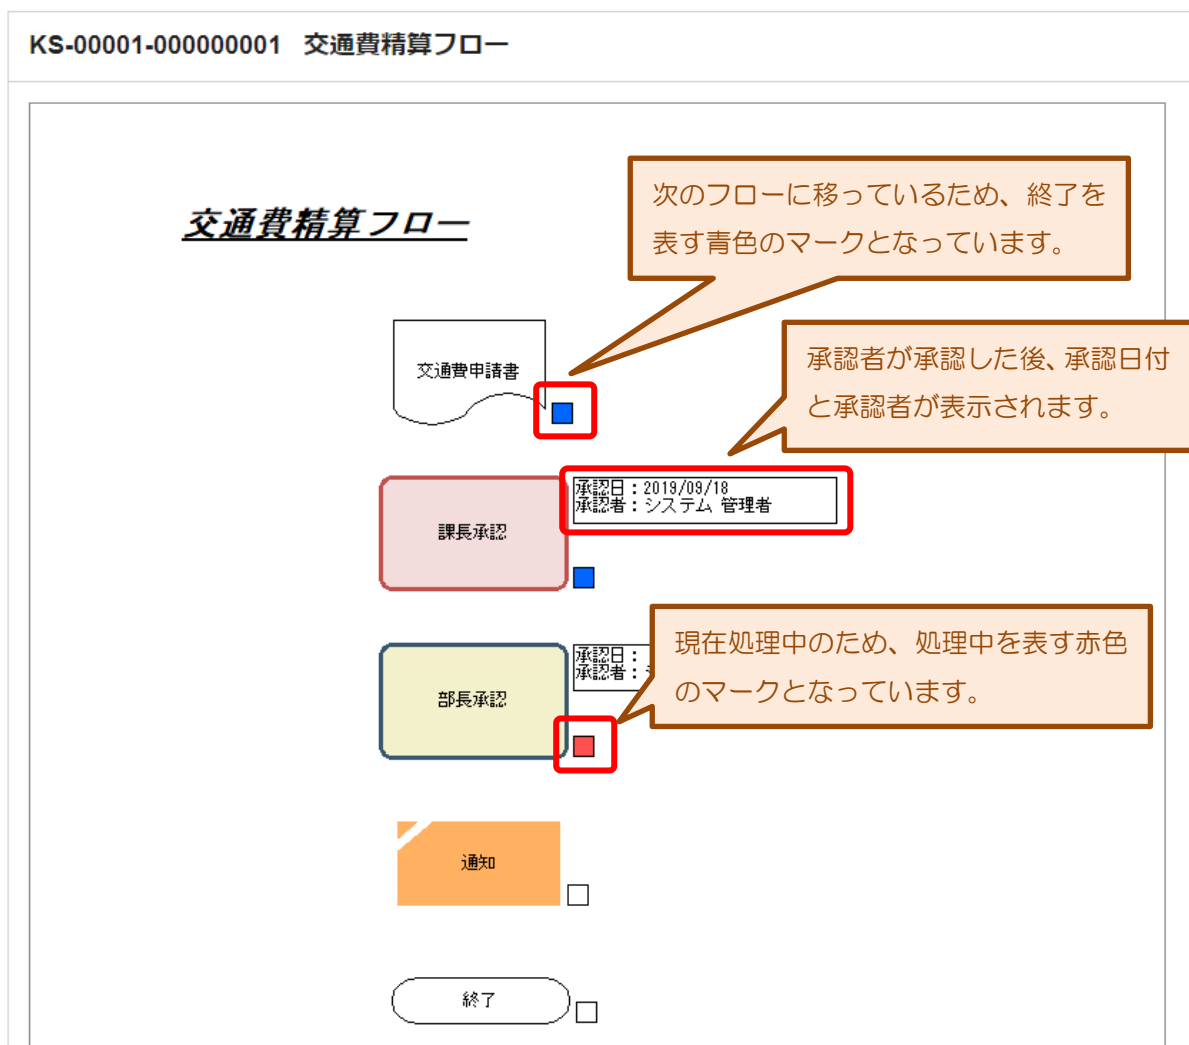 KS-00001-000000001 交通費精算フロー
交通費精算フロー
次のフローに移っているため、終了を
表す青色のマークとなっています。
交通費申請書
承認者が承認した後、承認日付
と承認者が表示されます。
承認日：2019/09/18
承認者：システム 管理者
課長承認
現在処理中のため、処理中を表す赤色
のマークとなっています。
承認日：
承認者：
部長承認
通知
終了